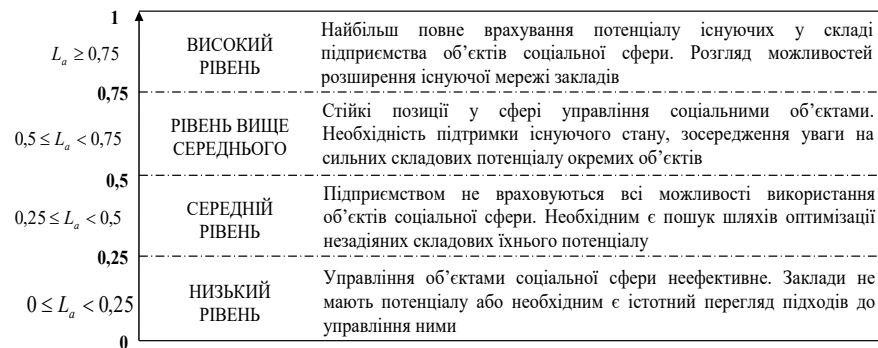 1
L_a ≥ 0,75
ВИСОКИЙ
РІВЕНЬ
Найбільш повне врахування потенціалу існуючих у складі
підприємства об’єктів соціальної сфери. Розгляд можливостей
розширення існуючої мережі закладів
0,75
0,5 ≤ L_a < 0,75
РІВЕНЬ ВИЩЕ
СЕРЕДНЬОГО
Стійкі позиції у сфері управління соціальними об’єктами.
Необхідність підтримки існуючого стану, зосередження уваги на
сильних складових потенціалу окремих об’єктів
0,5
0,25 ≤ L_a < 0,5
СЕРЕДНІЙ
РІВЕНЬ
Підприємством не враховуються всі можливості використання
об’єктів соціальної сфери. Необхідним є пошук шляхів оптимізації
незадіяних складових їхнього потенціалу
0,25
0 ≤ L_a < 0,25
НИЗЬКИЙ
РІВЕНЬ
Управління об’єктами соціальної сфери неефективне. Заклади не
мають потенціалу або необхідним є істотний перегляд підходів до
управління ними
0